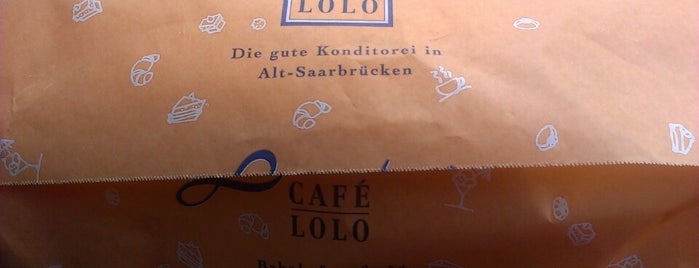 LOLO
Die gute Konditorei in
Alt-Saarbrücken
CAFÉ
LOLO